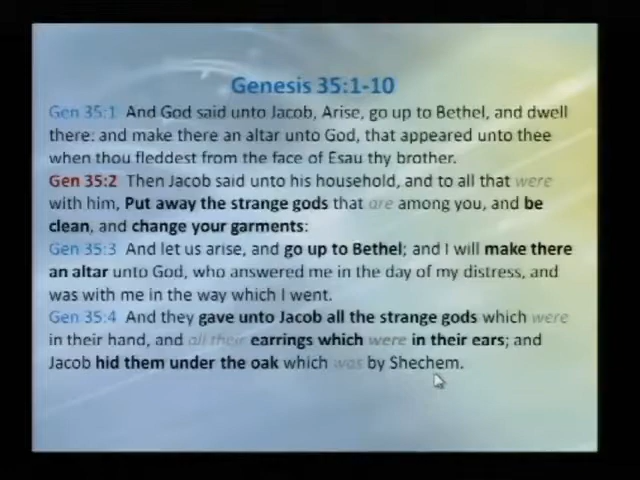 Genesis 35:1-10
Gen 35:1 And God said unto Jacob, Arise, go up to Bethel, and dwell
there: and make there an altar unto God, that appeared unto thee
when thou fleddest from the face of Esau thy brother.
Gen 35:2 Then Jacob said unto his household, and to all that were
with him, Put away the strange gods that are among you, and be
clean, and change your garments:
Gen 35:3 And let us arise, and go up to Bethel; and I will make there
an altar unto God, who answered me in the day of my distress, and
was with me in the way which I went.
Gen 35:4 And they gave unto Jacob all the strange gods which were
in their hand, and all their earrings which were in their ears; and
Jacob hid them under the oak which was by Shechem.